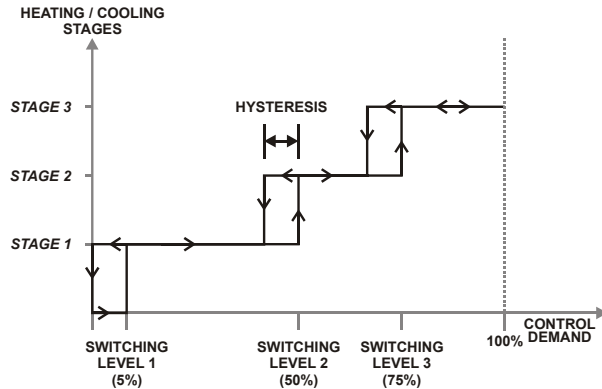 HEATING / COOLING
STAGES
STAGE 3
HYSTERESIS
STAGE 2
STAGE 1
100%
CONTROL
DEMAND
SWITCHING
LEVEL 1
(5%)
SWITCHING
LEVEL 2
(50%)
SWITCHING
LEVEL 3
(75%)